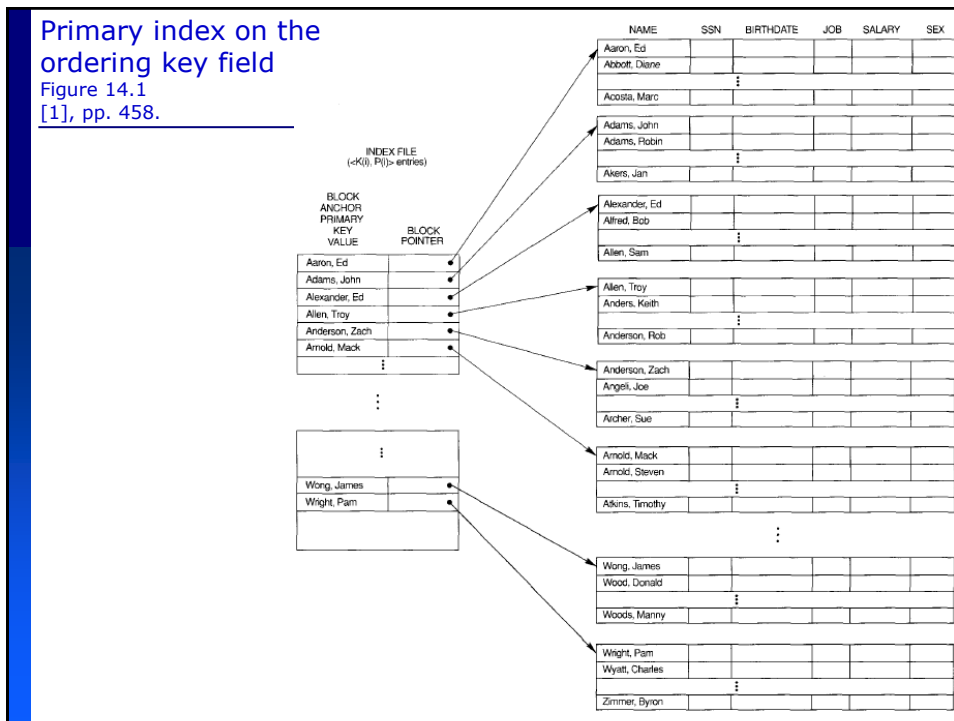 Primary index on the
ordering key field
Figure 14.1
[1], pp. 458.
INDEX FILE
(<K(i), P(i)> entries)
BLOCK
ANCHOR
PRIMARY
KEY
VALUE
BLOCK
POINTER
Aaron, Ed
Adams, John
Alexander, Ed
Allen, Troy
Anderson, Zach
Arnold, Mack
Wong, James
Wright, Pam
NAME SSN BIRTHDATE JOB SALARY SEX
Aaron, Ed
Abbott, Diane
Acosta, Marc
Adams, John
Adams, Robin
Akers, Jan
Alexander, Ed
Alfred, Bob
Allen, Sam
Allen, Troy
Anders, Keith
Anderson, Rob
Anderson, Zach
Angeli, Joe
Archer, Sue
Arnold, Mack
Arnold, Steven
Atkins, Timothy
Wong, James
Wood, Donald
Woods, Manny
Wright, Pam
Wyatt, Charles
Zimmer, Byron